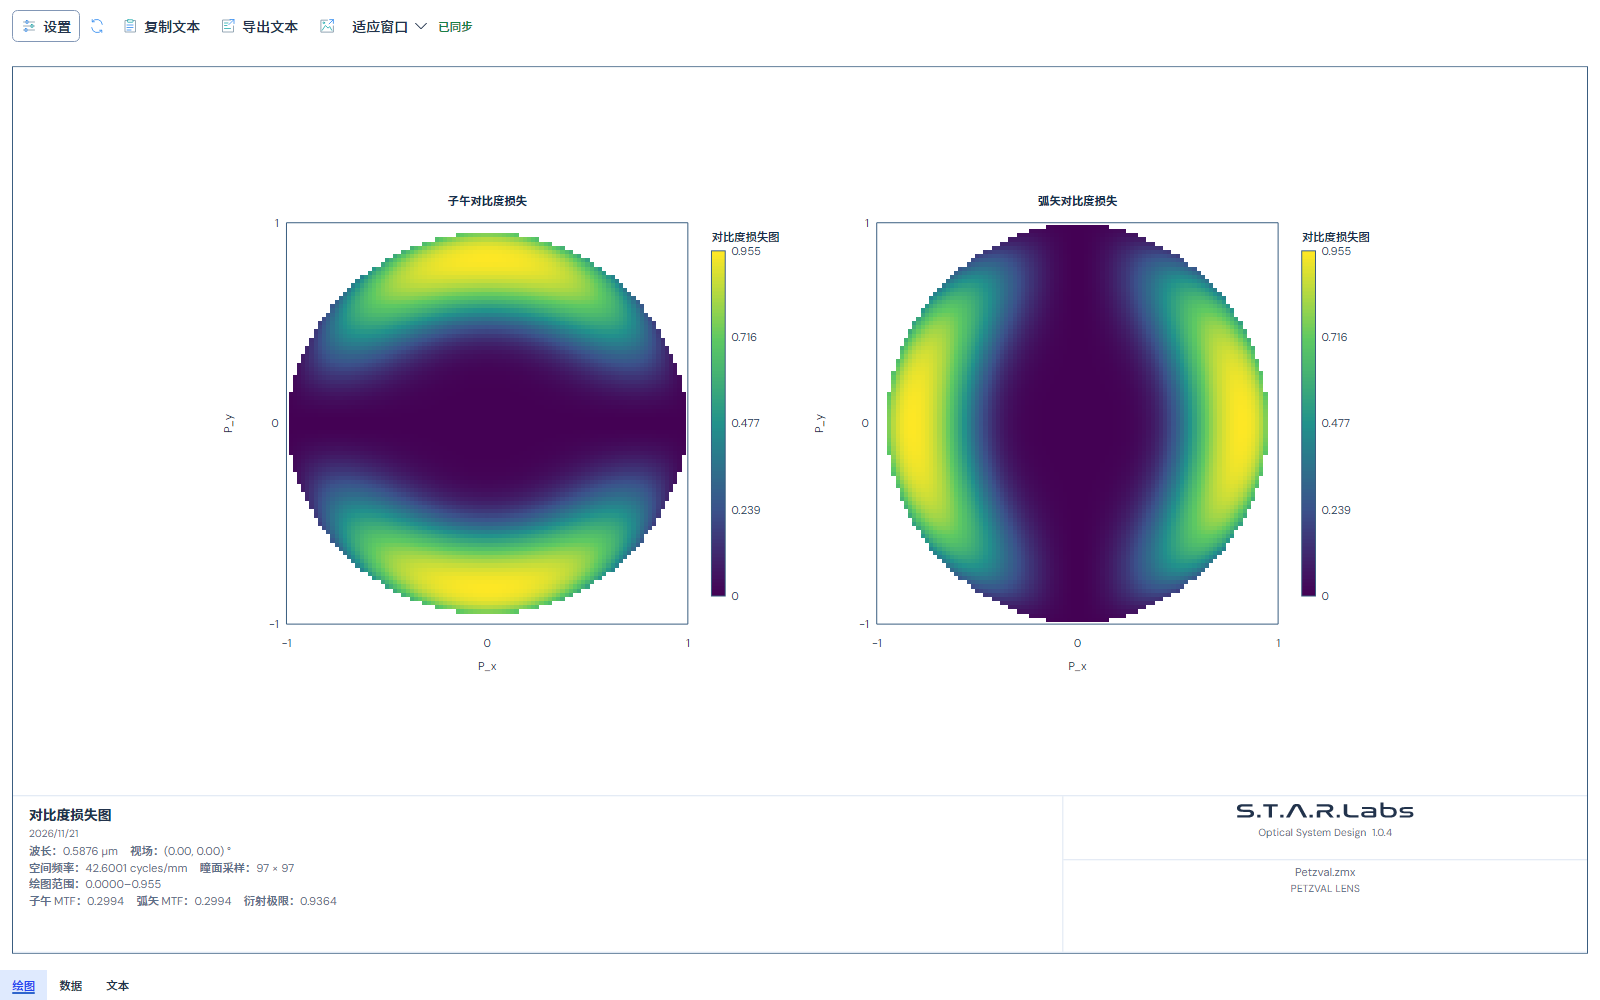 设置 复制文本 导出文本 适应窗口 已同步
子午对比度损失
1
0
-1
-1 0 1
P_x
P_y
对比度损失图
0.955
0.716
0.477
0.239
0
弧矢对比度损失
1
0
-1
-1 0 1
P_x
P_y
对比度损失图
0.955
0.716
0.477
0.239
0
对比度损失图
2026/11/21
波长：0.5876 μm 视场：(0.00, 0.00) °
空间频率：42.6001 cycles/mm 瞳面采样：97 × 97
绘图范围：0.0000–0.955
子午 MTF：0.2994 弧矢 MTF：0.2994 衍射极限：0.9364
S.T.A.R.Labs
Optical System Design 1.0.4
Petzval.zmx
PETZVAL LENS
绘图 数据 文本